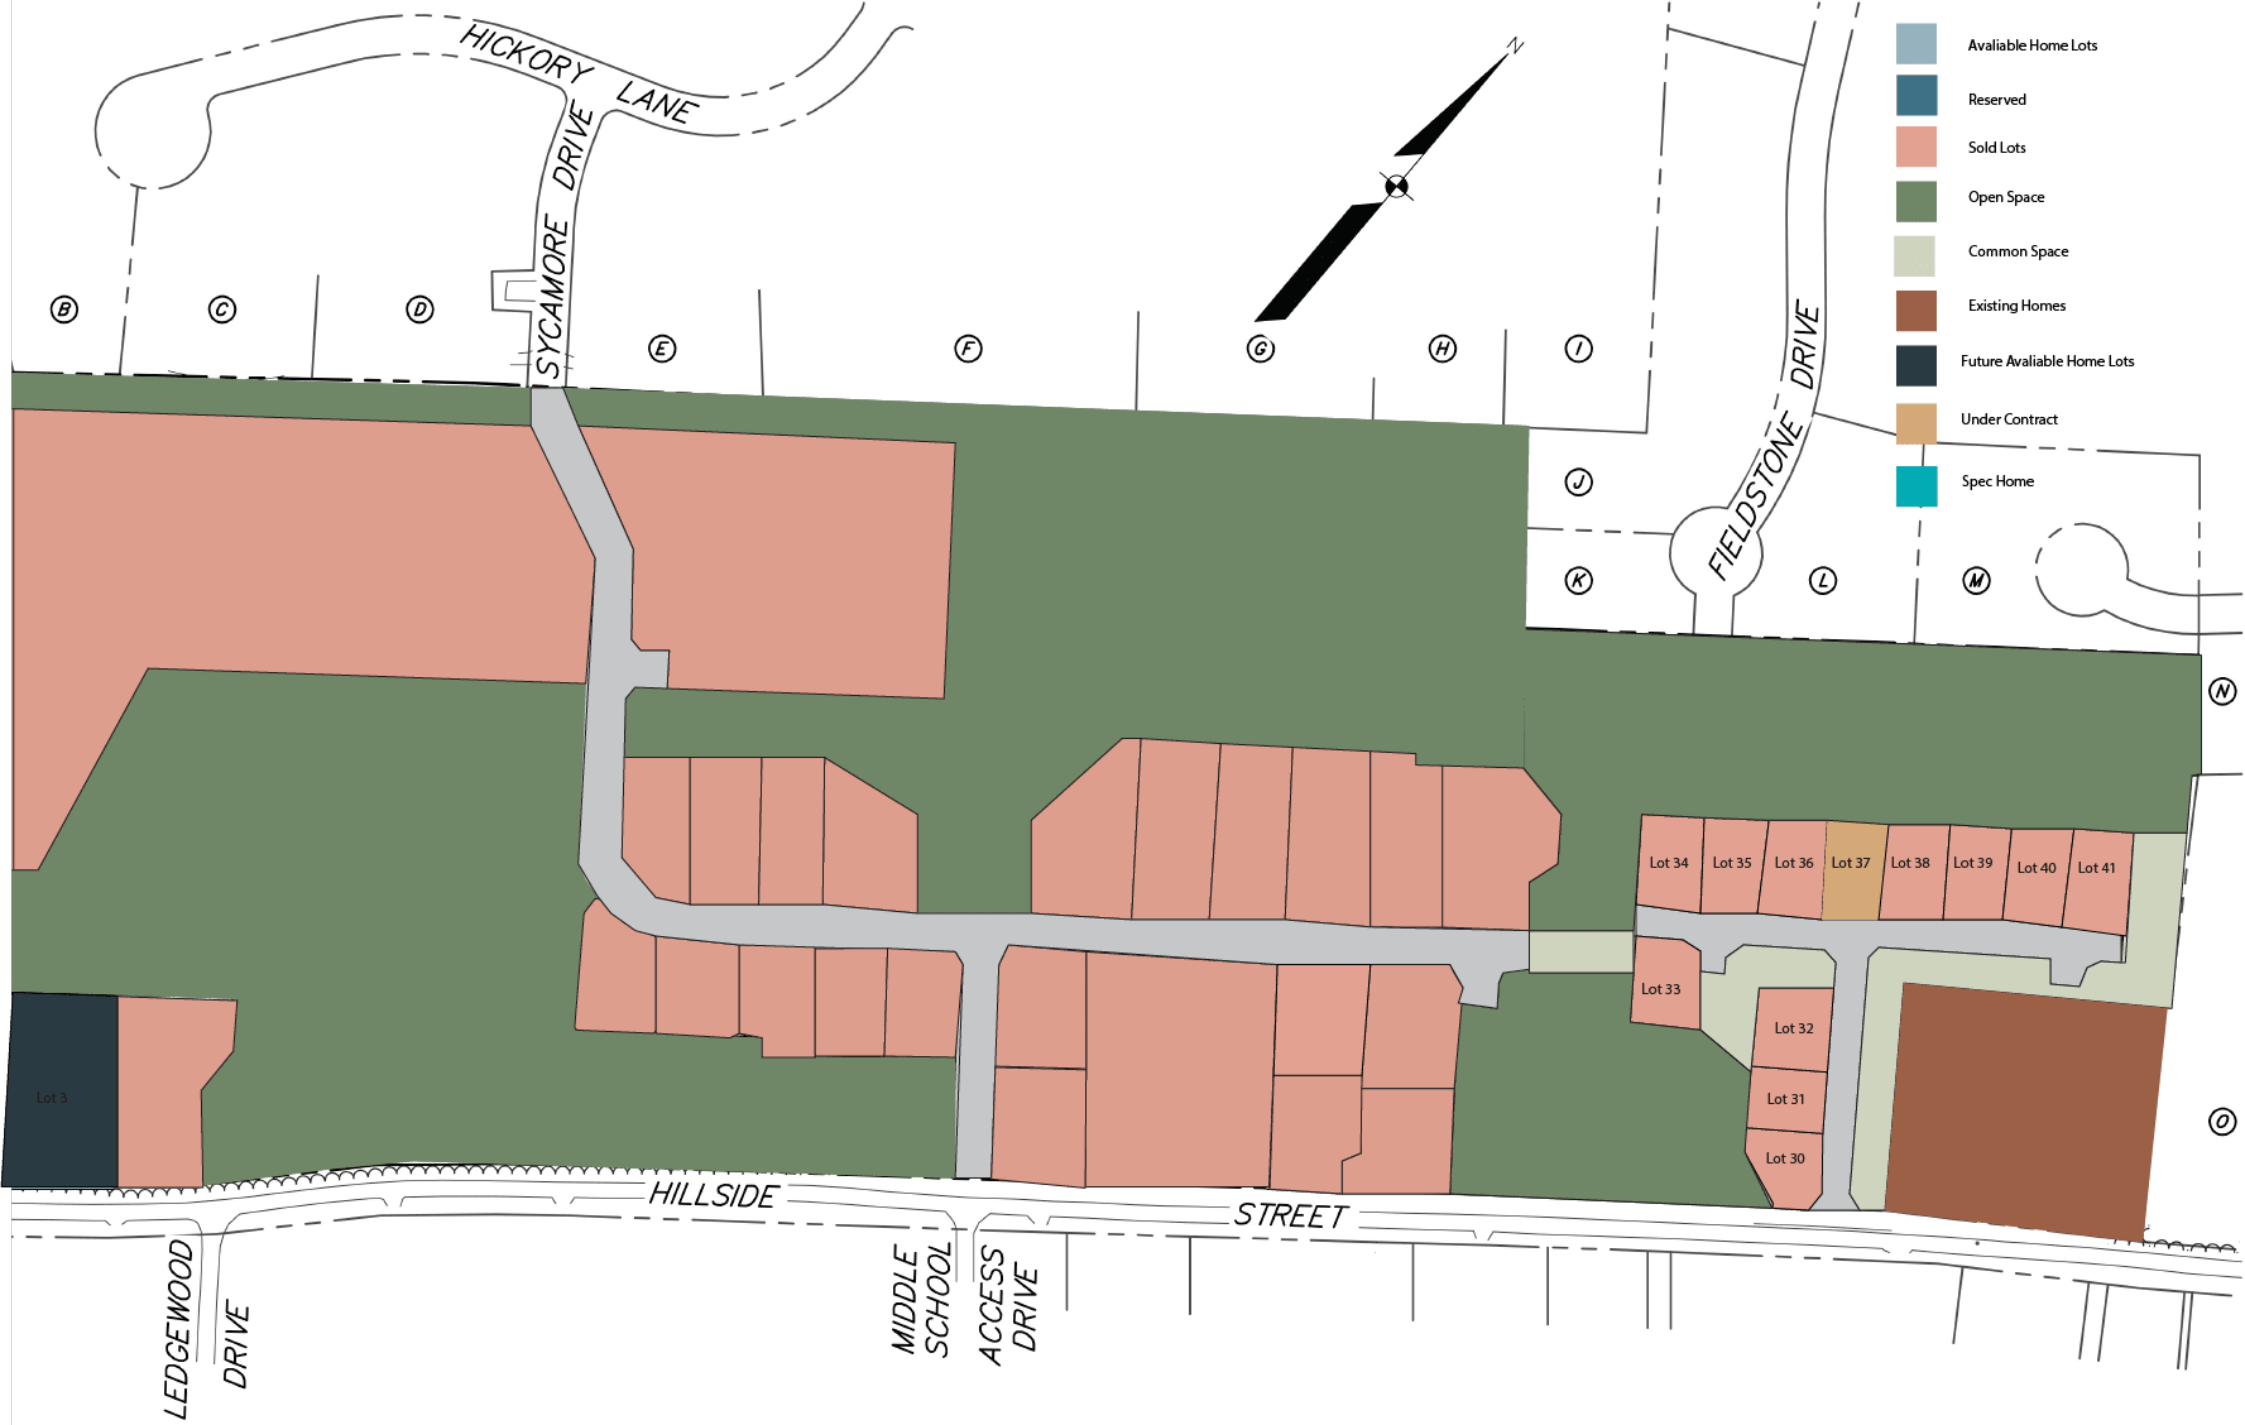 HICKORY LANE
SYCAMORE DRIVE
N
Avaliable Home Lots
Reserved
Sold Lots
Open Space
Common Space
Existing Homes
Future Avaliable Home Lots
Under Contract
Spec Home
B
C
D
E
F
G
H
I
J
K
L
M
N
O
FIELDSTONE DRIVE
Lot 34
Lot 35
Lot 36
Lot 37
Lot 38
Lot 39
Lot 40
Lot 41
Lot 33
Lot 32
Lot 31
Lot 30
Lot 3
HILLSIDE STREET
LEDGEWOOD
DRIVE
MIDDLE
SCHOOL
ACCESS
DRIVE